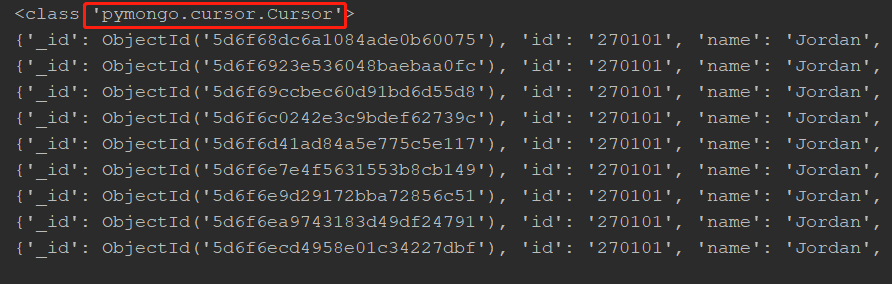 <class 'pymongo.cursor.Cursor'>
{'_id': ObjectId('5d6f68dc6a1084ade0b60075'), 'id': '270101', 'name': 'Jordan',
{'_id': ObjectId('5d6f6923e536048baebaa0fc'), 'id': '270101', 'name': 'Jordan',
{'_id': ObjectId('5d6f69ccbec60d91bd6d55d8'), 'id': '270101', 'name': 'Jordan',
{'_id': ObjectId('5d6f6c0242e3c9bdef62739c'), 'id': '270101', 'name': 'Jordan',
{'_id': ObjectId('5d6f6d41ad84a5e775c5e117'), 'id': '270101', 'name': 'Jordan',
{'_id': ObjectId('5d6f6e7e4f5631553b8cb149'), 'id': '270101', 'name': 'Jordan',
{'_id': ObjectId('5d6f6e9d29172bba72856c51'), 'id': '270101', 'name': 'Jordan',
{'_id': ObjectId('5d6f6ea9743183d49df24791'), 'id': '270101', 'name': 'Jordan',
{'_id': ObjectId('5d6f6ecd4958e01c34227dbf'), 'id': '270101', 'name': 'Jordan',